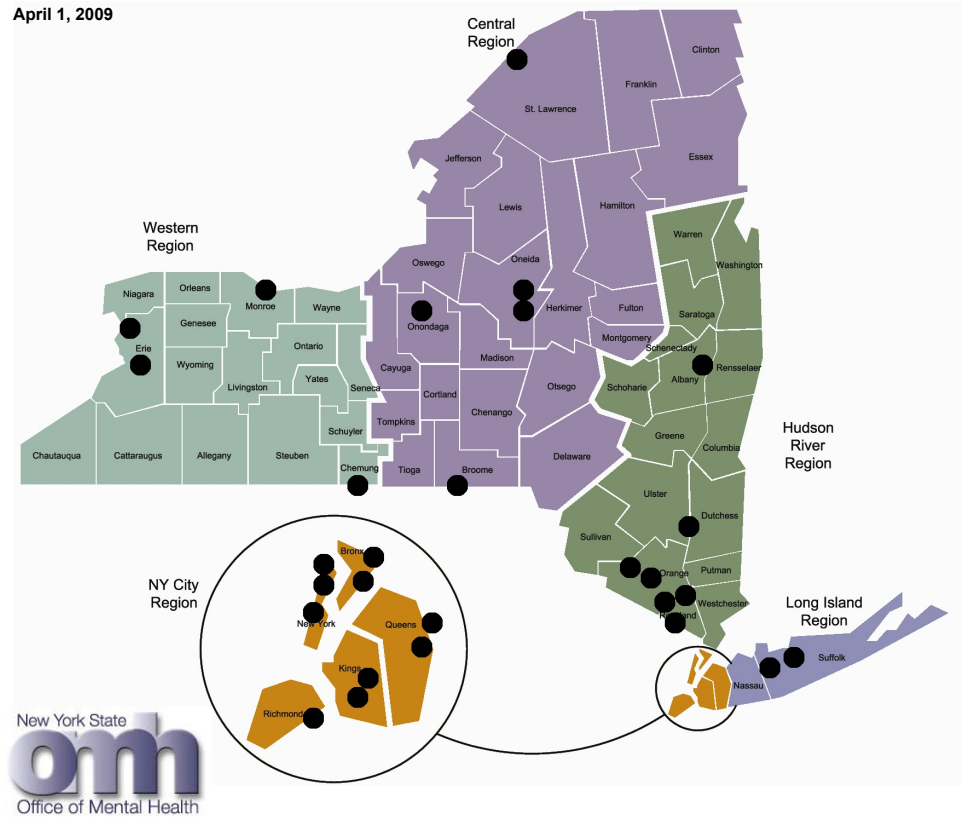 April 1, 2009
Central
Region
Clinton
Franklin
St. Lawrence
Essex
Jefferson
Lewis
Hamilton
Western
Region
Warren
Washington
Oswego
Oneida
Niagara
Orleans
Monroe
Wayne
Genesee
Onondaga
Herkimer
Fulton
Saratoga
Montgomery
Schenectady
Erie
Ontario
Madison
Wyoming
Cayuga
Rensselaer
Albany
Yates
Livingston
Seneca
Otsego
Schoharie
Cortland
Chenango
Tompkins
Schuyler
Greene
Columbia
Hudson
River
Region
Chautauqua
Cattaraugus
Allegany
Steuben
Chemung
Tioga
Broome
Delaware
Ulster
Dutchess
Sullivan
NY City
Region
Bronx
Orange
Putman
Westchester
Long Island
Region
New York
Queens
Kings
Richmond
Nassau
Suffolk
New York State
omh
Office of Mental Health